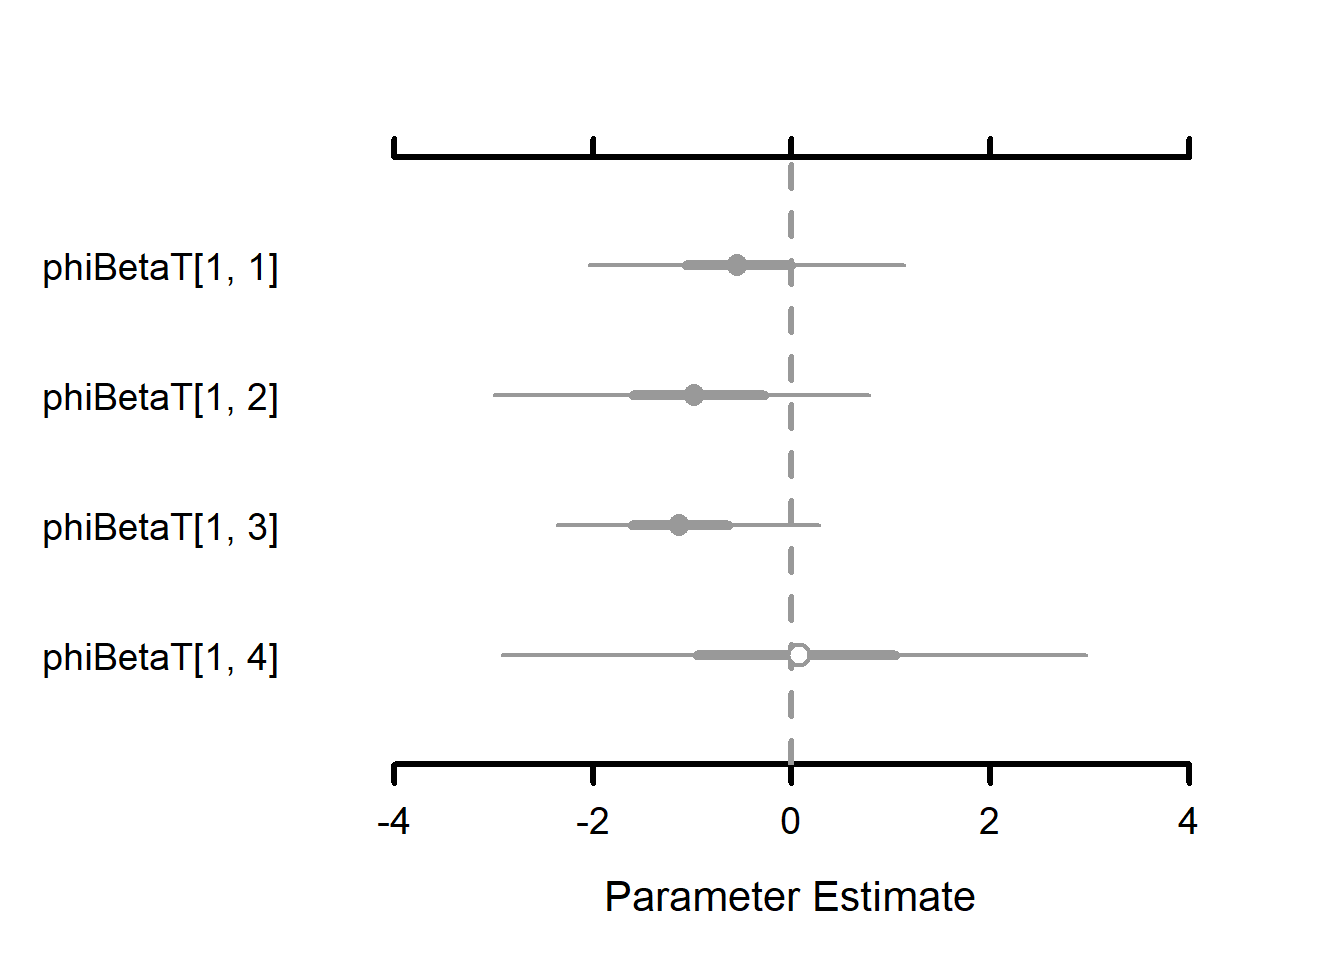 phiBetaT[1, 1]
phiBetaT[1, 2]
phiBetaT[1, 3]
phiBetaT[1, 4]
-4 -2 0 2 4
Parameter Estimate